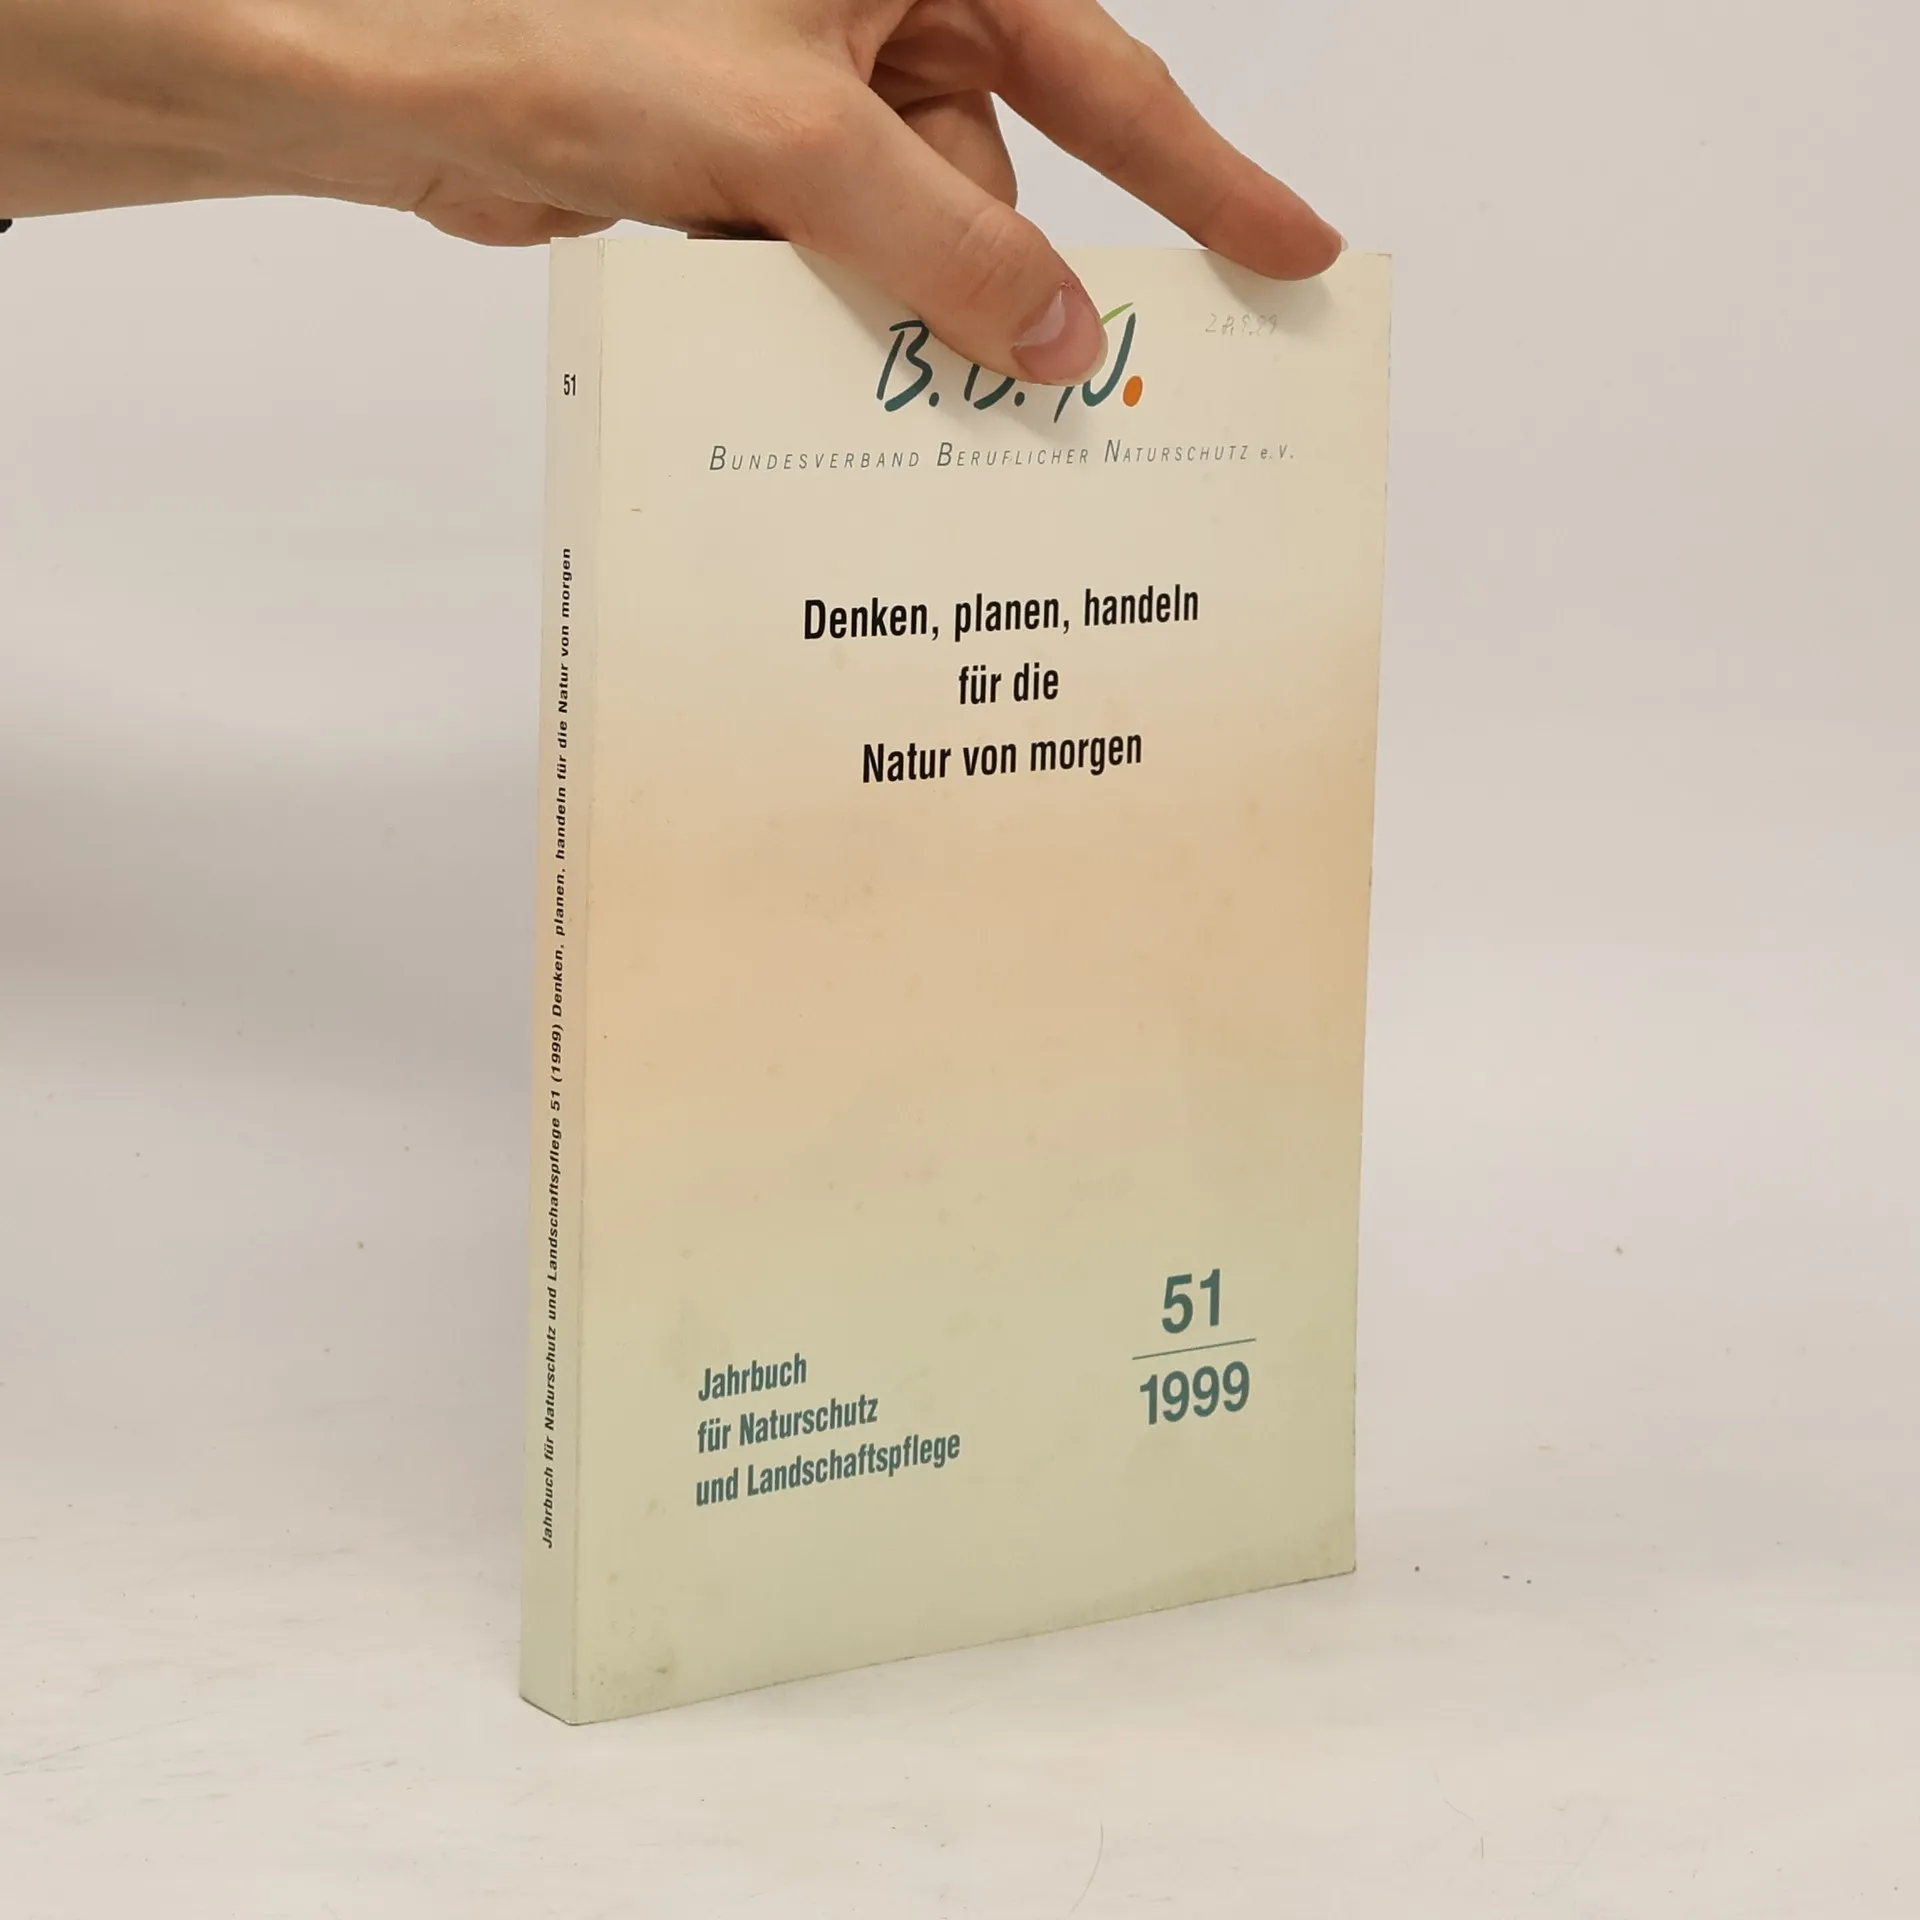 B. B. N.
BUNDESVERBAND BERUFLICHER NATURSCHUTZ e.V.
Denken, planen, handeln
für die
Natur von morgen
51
1999
Jahrbuch
für Naturschutz
und Landschaftspflege
51
Jahrbuch für Naturschutz und Landschaftspflege 51 (1999) Denken, planen, handeln für die Natur von morgen